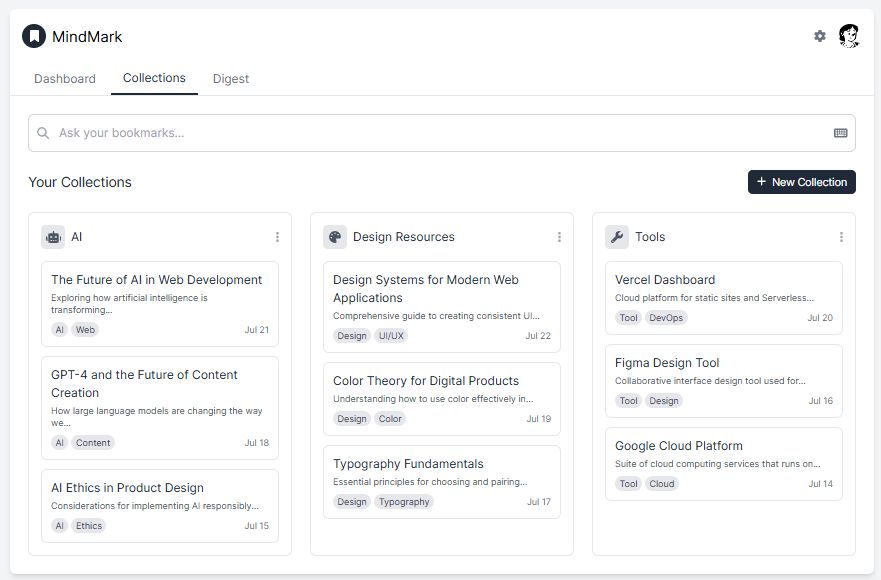 MindMark
Dashboard Collections Digest
Ask your bookmarks...
Your Collections
+ New Collection
AI
The Future of AI in Web Development
Exploring how artificial intelligence is
transforming...
AI Web Jul 21
GPT-4 and the Future of Content
Creation
How large language models are changing the way
we...
AI Content Jul 18
AI Ethics in Product Design
Considerations for implementing AI responsibly...
AI Ethics Jul 15
Design Resources
Design Systems for Modern Web
Applications
Comprehensive guide to creating consistent UI...
Design UI/UX Jul 22
Color Theory for Digital Products
Understanding how to use color effectively in...
Design Color Jul 19
Typography Fundamentals
Essential principles for choosing and pairing...
Design Typography Jul 17
Tools
Vercel Dashboard
Cloud platform for static sites and Serverless...
Tool DevOps Jul 20
Figma Design Tool
Collaborative interface design tool used for...
Tool Design Jul 16
Google Cloud Platform
Suite of cloud computing services that runs on...
Tool Cloud Jul 14